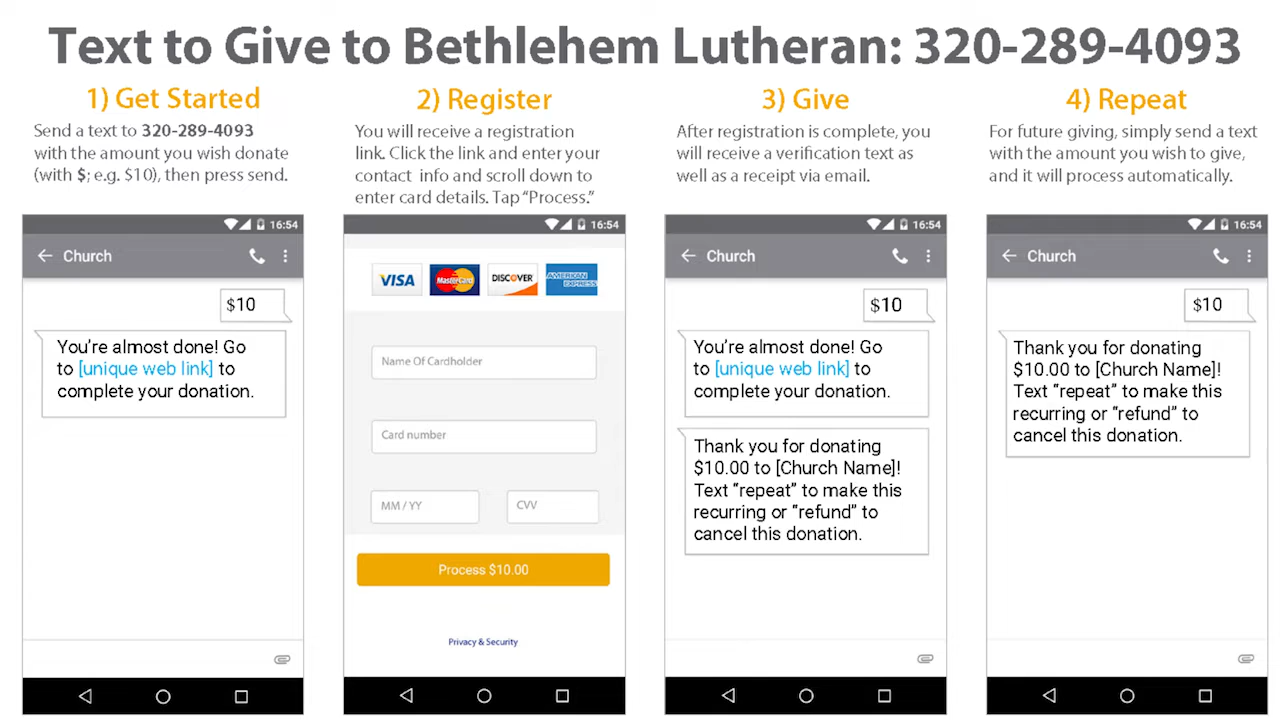 Text to Give to Bethlehem Lutheran: 320-289-4093
1) Get Started
Send a text to 320-289-4093
with the amount you wish donate
(with $; e.g. $10), then press send.
16:54
Church
$10
You’re almost done! Go
to [unique web link] to
complete your donation.
2) Register
You will receive a registration
link. Click the link and enter your
contact info and scroll down to
enter card details. Tap “Process.”
16:54
VISA
MasterCard
DISCOVER
AMERICAN
EXPRESS
Name Of Cardholder
Card number
MM / YY
CVV
Process $10.00
Privacy & Security
3) Give
After registration is complete, you
will receive a verification text as
well as a receipt via email.
16:54
Church
$10
You’re almost done! Go
to [unique web link] to
complete your donation.
Thank you for donating
$10.00 to [Church Name]!
Text “repeat” to make this
recurring or “refund” to
cancel this donation.
4) Repeat
For future giving, simply send a text
with the amount you wish to give,
and it will process automatically.
16:54
Church
$10
Thank you for donating
$10.00 to [Church Name]!
Text “repeat” to make this
recurring or “refund” to
cancel this donation.